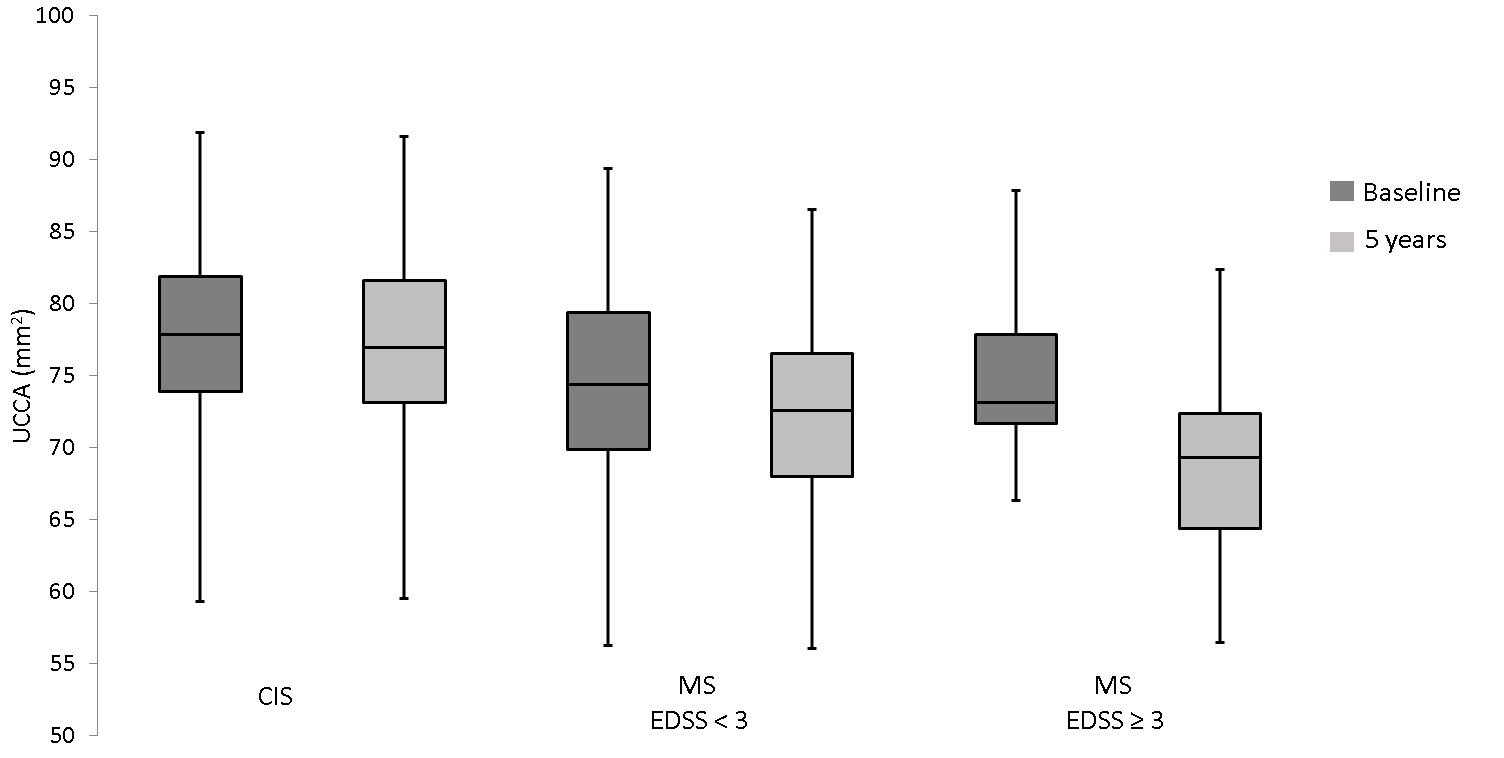 100
95
90
85
80
75
70
65
60
55
50
UCCA (mm²)
CIS
MS
EDSS < 3
MS
EDSS ≥ 3
Baseline
5 years